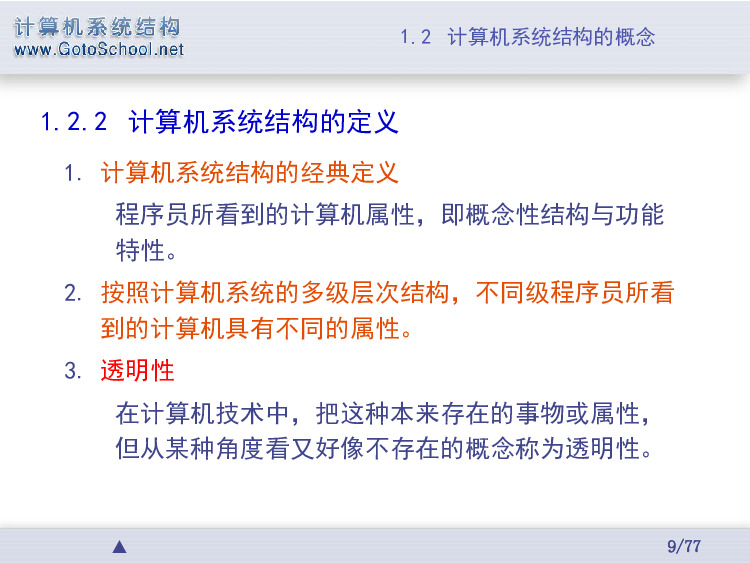 计算机系统结构
www.GotoSchool.net
1.2 计算机系统结构的概念
1.2.2 计算机系统结构的定义
1. 计算机系统结构的经典定义
程序员所看到的计算机属性，即概念性结构与功能
特性。
2. 按照计算机系统的多级层次结构，不同级程序员所看
到的计算机具有不同的属性。
3. 透明性
在计算机技术中，把这种本来存在的事物或属性，
但从某种角度看又好像不存在的概念称为透明性。
▲
9/77